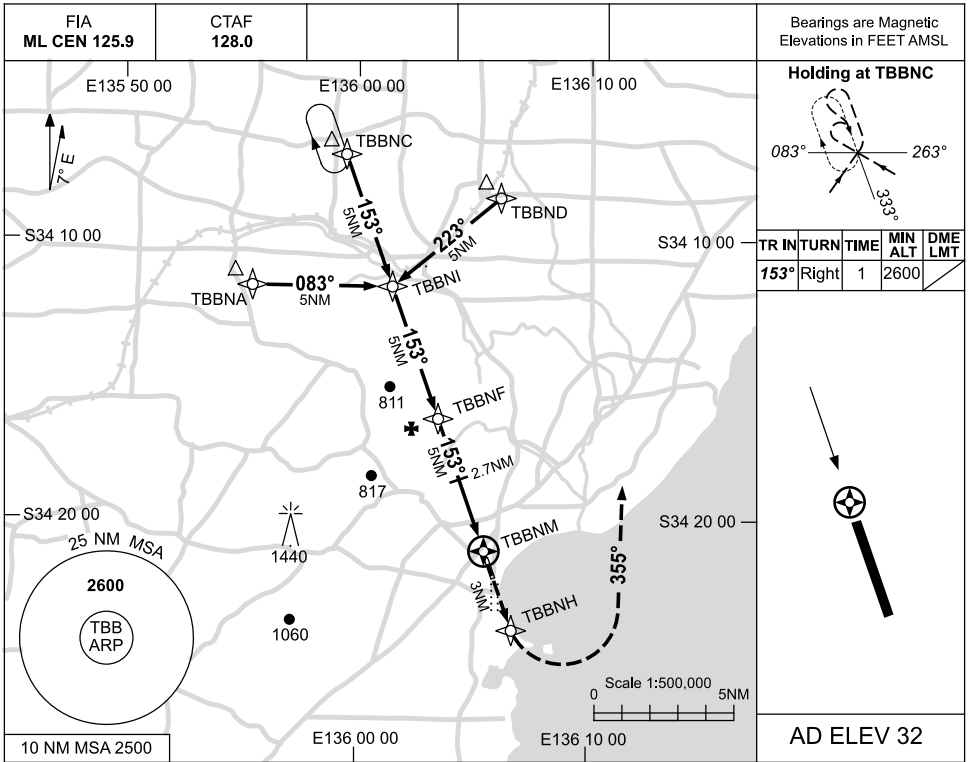 FIA
ML CEN 125.9
CTAF
128.0
Bearings are Magnetic
Elevations in FEET AMSL
E135 50 00
E136 00 00
E136 10 00
7° E
TBBNC
153°
5NM
TBBND
223°
5NM
S34 10 00
S34 10 00
TBBNI
TBBNA
083°
5NM
153°
5NM
811
TBBNF
153°
5NM
2.7NM
817
S34 20 00
S34 20 00
1440
TBBNM
355°
3NM
TBBNH
1060
25 NM MSA
2600
TBB
ARP
10 NM MSA 2500
E136 00 00
E136 10 00
Scale 1:500,000
0
5NM
Holding at TBBNC
083°
263°
333°
TR IN TURN TIME MIN ALT DME LMT
153° Right 1 2600
AD ELEV 32